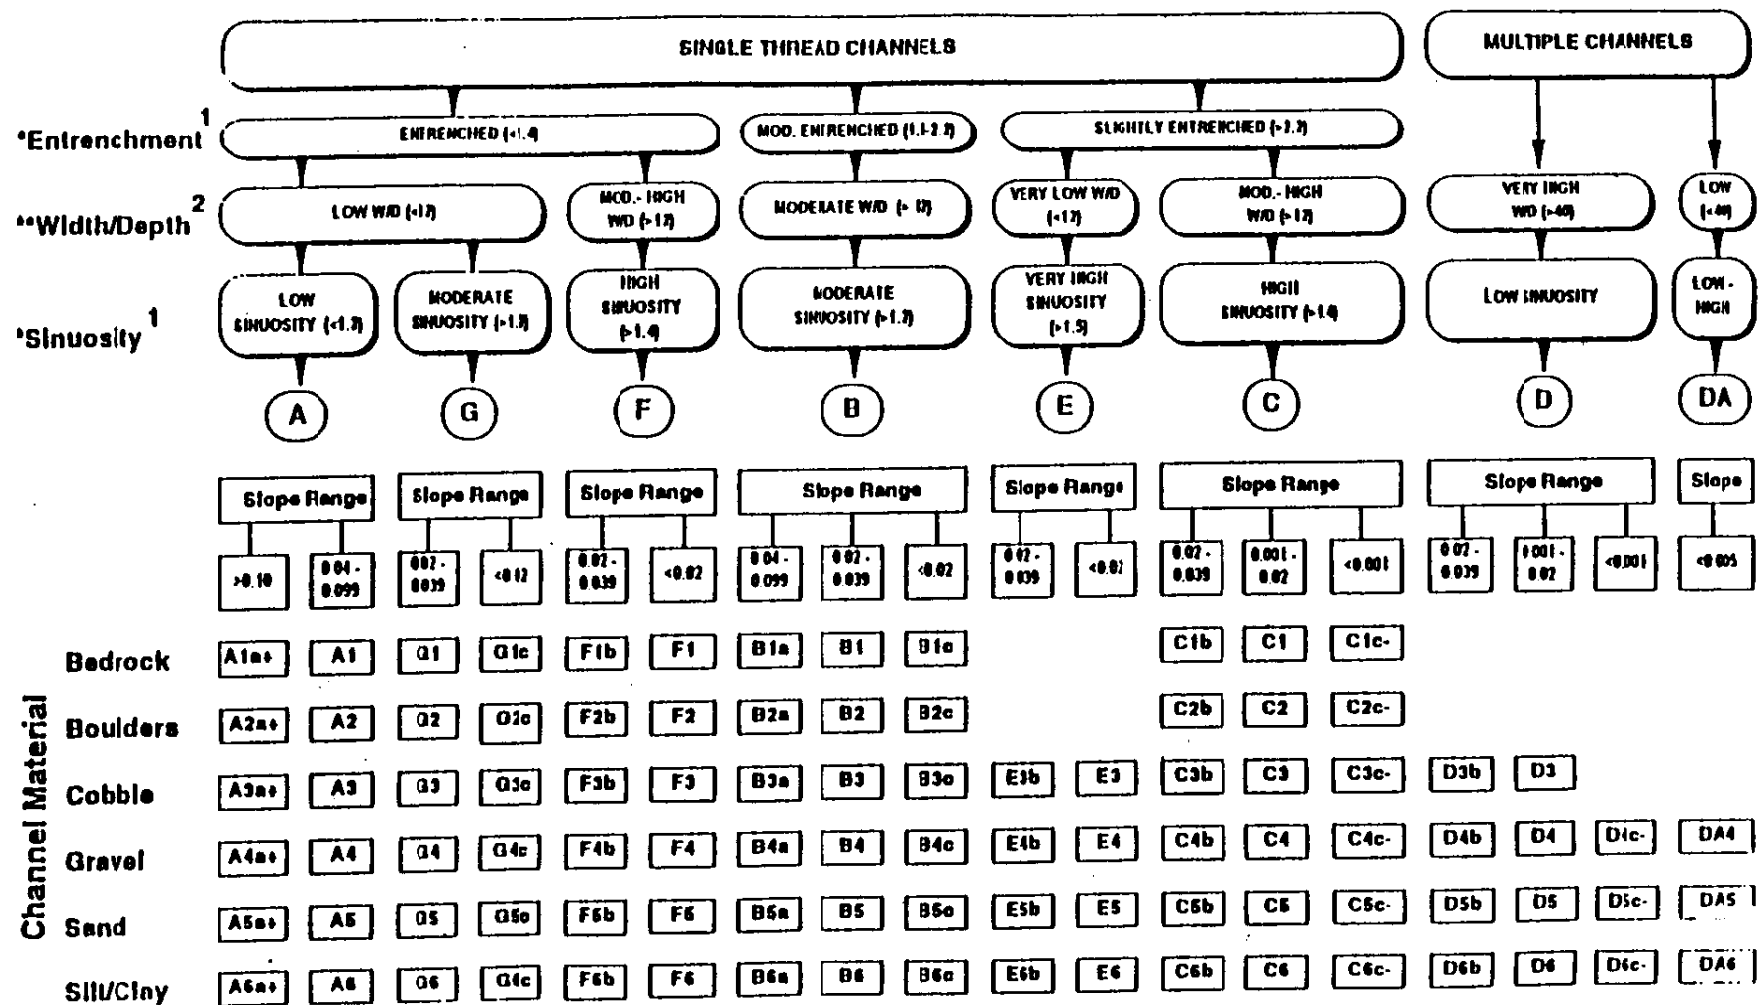 SINGLE THREAD CHANNELS
MULTIPLE CHANNELS
*Entrenchment 1
ENTRENCHED (<1.4)
MOD. ENTRENCHED
SLIGHTLY ENTRENCHED (>2.2)
**Width/Depth 2
LOW W/D (<12)
MOD.- HIGH
W/D (>12)
MODERATE W/D (> 12)
VERY LOW W/D
(<12)
MOD.- HIGH
W/D (>12)
VERY HIGH
W/D (>40)
LOW
(<40)
*Sinuosity 1
LOW
SINUOSITY (<1.2)
MODERATE
SINUOSITY (>1.2)
HIGH
SINUOSITY
(>1.4)
MODERATE
SINUOSITY (>1.2)
VERY HIGH
SINUOSITY
(>1.5)
HIGH
SINUOSITY (>1.4)
LOW SINUOSITY
LOW -
HIGH
A G F B E C D DA
Slope Range Slope Range Slope Range Slope Range Slope Range Slope Range Slope Range Slope
>0.10
0.04 -
0.099
0.02 -
0.039
0.02 -
0.039
<0.02
0.04 -
0.099
0.02 -
0.039
<0.02
0.02 -
0.039
<0.02
0.02 -
0.039
0.001 -
0.02
<0.001
0.02 -
0.039
0.001 -
0.02
<0.001
<0.005
Channel Material
Bedrock A1a+ A1 G1 G1c F1b F1 B1a B1 B1c C1b C1 C1c-
Boulders A2a+ A2 G2 G2c F2b F2 B2a B2 B2c C2b C2 C2c-
Cobble A3a+ A3 G3 G3c F3b F3 B3a B3 B3c E3b E3 C3b C3 C3c- D3b D3
Gravel A4a+ A4 G4 G4c F4b F4 B4a B4 B4c E4b E4 C4b C4 C4c- D4b D4 D4c- DA4
Sand A5a+ A5 G5 G5c F5b F5 B5a B5 B5c E5b E5 C5b C5 C5c- D5b D5 D5c- DA5
Silt/Clay A6a+ A6 G6 G6c F6b F6 B6a B6 B6c E6b E6 C6b C6 C6c- D6b D6 D6c- DA6